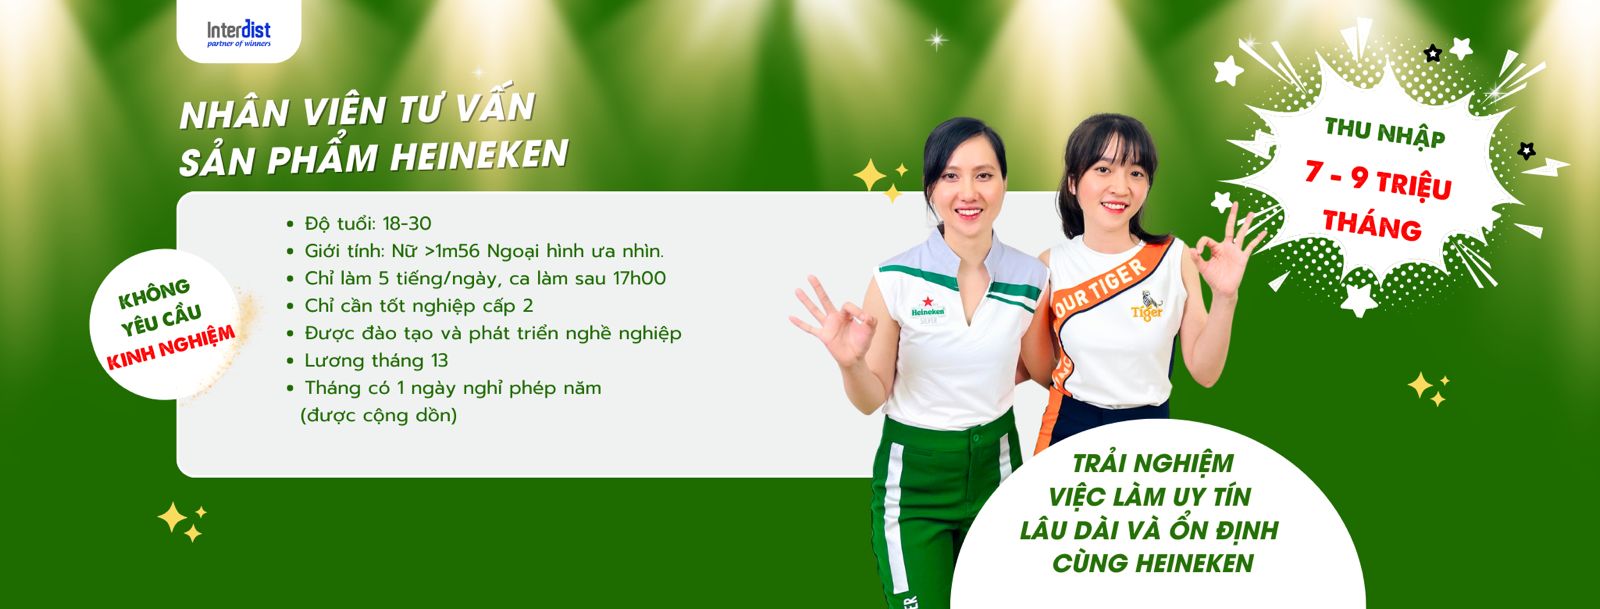 Interdist
partner of winners
NHÂN VIÊN TƯ VẤN
SẢN PHẨM HEINEKEN
Độ tuổi: 18-30
Giới tính: Nữ >1m56 Ngoại hình ưa nhìn.
Chỉ làm 5 tiếng/ngày, ca làm sau 17h00
Chỉ cần tốt nghiệp cấp 2
Được đào tạo và phát triển nghề nghiệp
Lương tháng 13
Tháng có 1 ngày nghỉ phép năm
(được cộng dồn)
KHÔNG
YÊU CẦU
KINH NGHIỆM
Heineken
SILVER
OUR TIGER
Tiger
THU NHẬP
7 - 9 TRIỆU
THÁNG
TRẢI NGHIỆM
VIỆC LÀM UY TÍN
LÂU DÀI VÀ ỔN ĐỊNH
CÙNG HEINEKEN